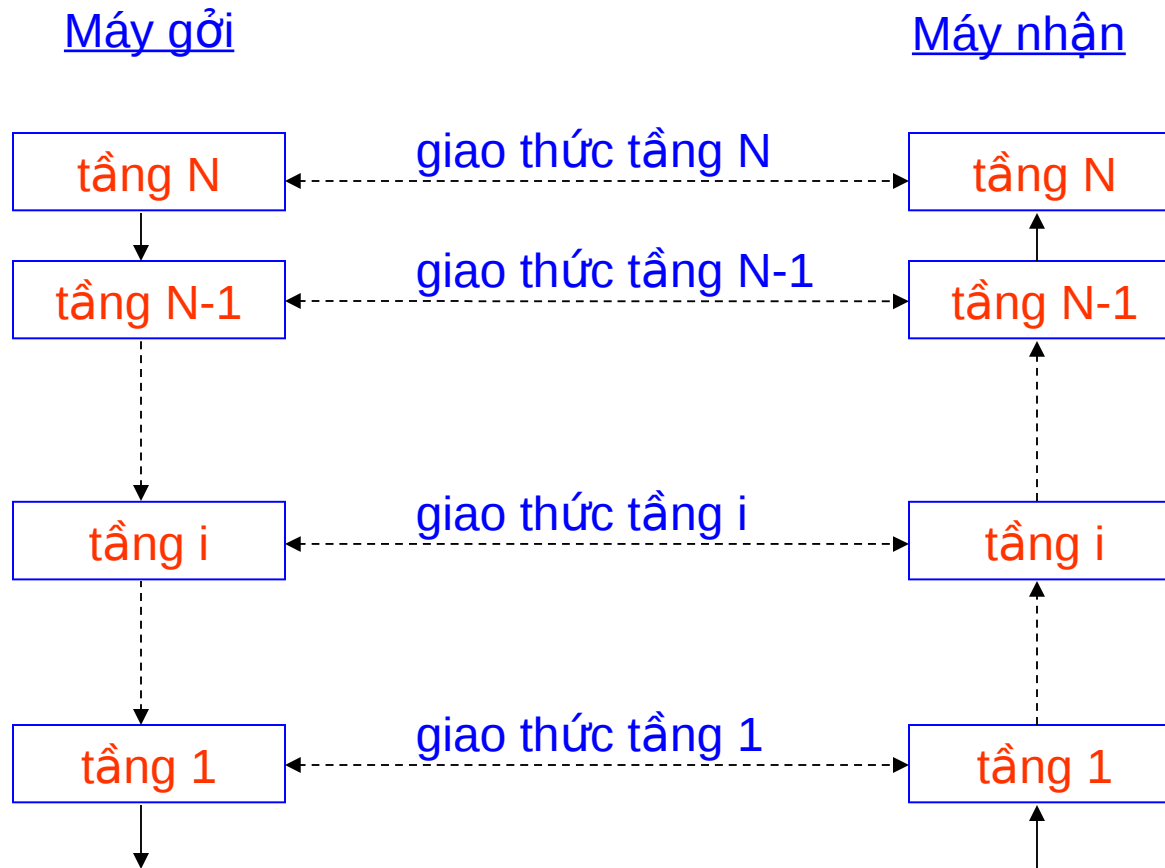 Máy gởi
Máy nhận
tầng N
giao thức tầng N
tầng N
tầng N-1
giao thức tầng N-1
tầng N-1
tầng i
giao thức tầng i
tầng i
tầng 1
giao thức tầng 1
tầng 1